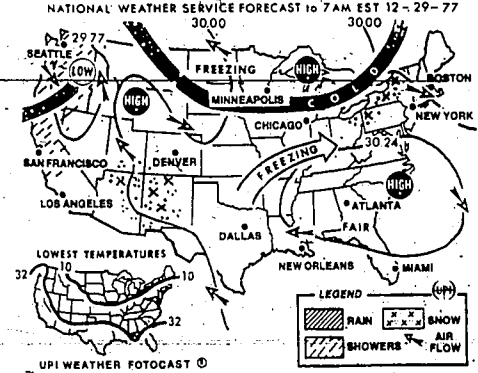 NATIONAL WEATHER SERVICE FORECAST to 7AM EST 12-29-77
30.00 30.00
SEATTLE 29 77
LOW
FREEZING
HIGH
COLD
BOSTON
HIGH
MINNEAPOLIS
NEW YORK
CHICAGO
30.24
SAN FRANCISCO
DENVER
FREEZING
HIGH
LOS ANGELES
ATLANTA
DALLAS
FAIR
NEW ORLEANS
MIAMI
LOWEST TEMPERATURES
32 10
10
32
LEGEND
UPI
RAIN
SNOW
SHOWERS
AIR
FLOW
UPI WEATHER FOTOCAST